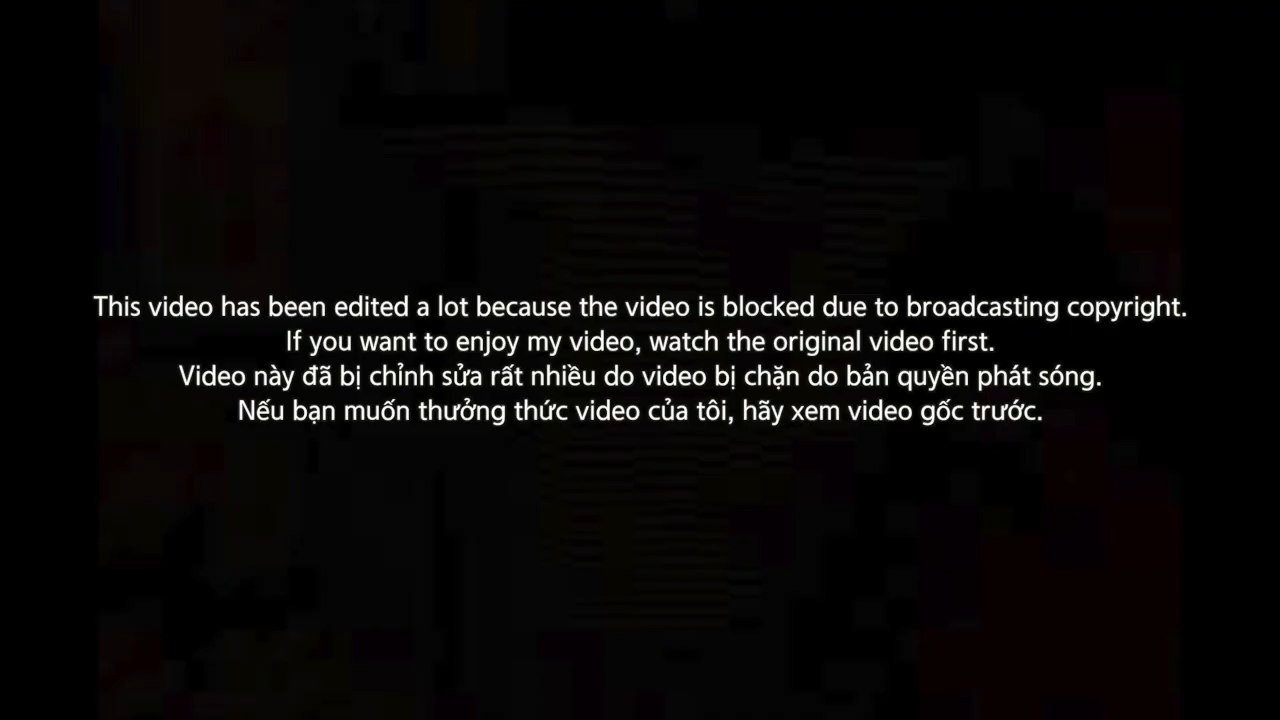 This video has been edited a lot because the video is blocked due to broadcasting copyright.
If you want to enjoy my video, watch the original video first.
Video này đã bị chỉnh sửa rất nhiều do video bị chặn do bản quyền phát sóng.
Nếu bạn muốn thưởng thức video của tôi, hãy xem video gốc trước.